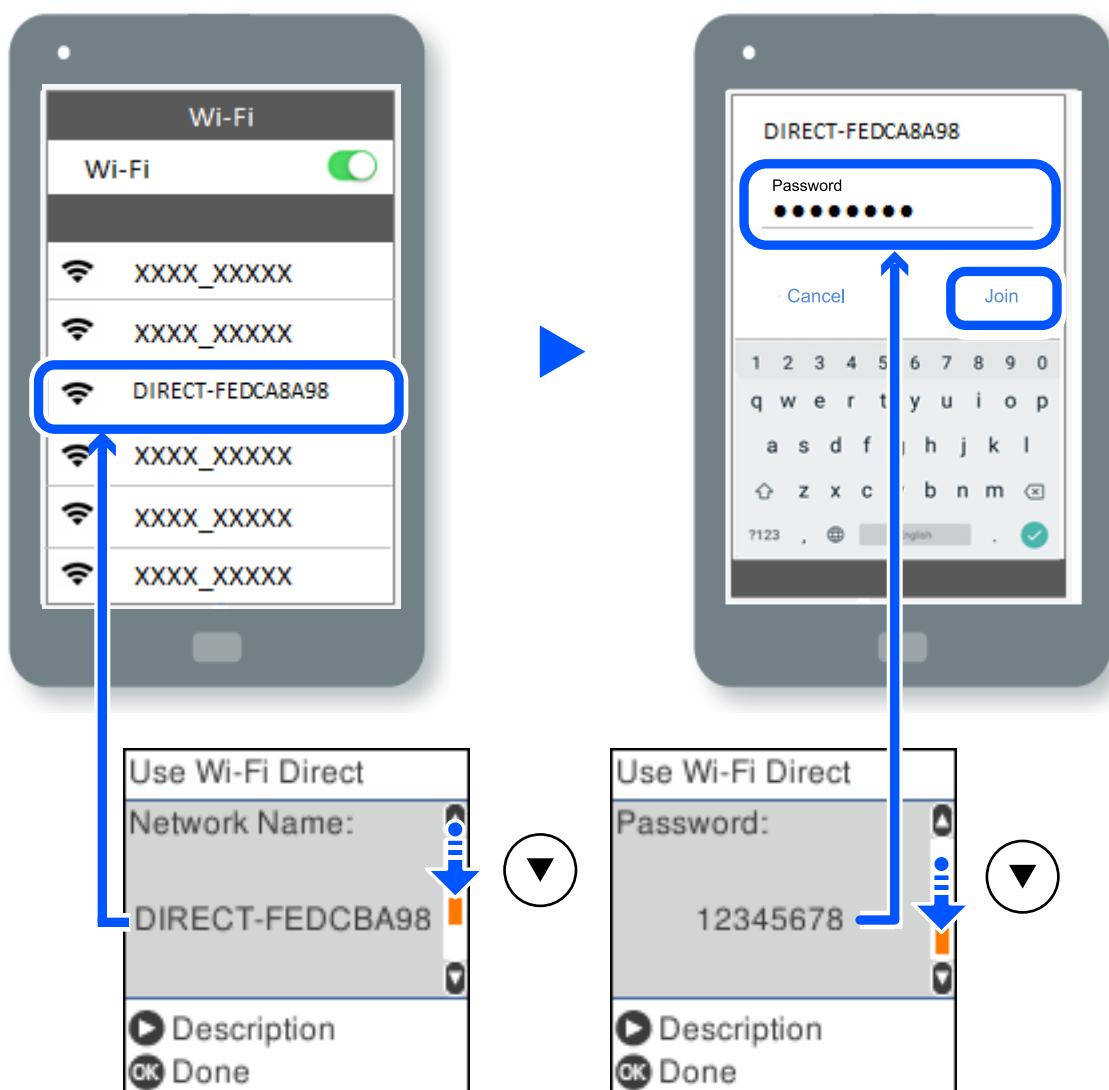 Wi-Fi
Wi-Fi
XXXX_XXXXX
XXXX_XXXXX
DIRECT-FEDCA8A98
XXXX_XXXXX
XXXX_XXXXX
XXXX_XXXXX
DIRECT-FEDCA8A98
Password
●●●●●●●●
Cancel
Join
1 2 3 4 5 6 7 8 9 0
q w e r t y u i o p
a s d f h j k l
z x c b n m
?123 , .
Use Wi-Fi Direct
Network Name:
DIRECT-FEDCBA98
Description
OK Done
Use Wi-Fi Direct
Password:
12345678
Description
OK Done